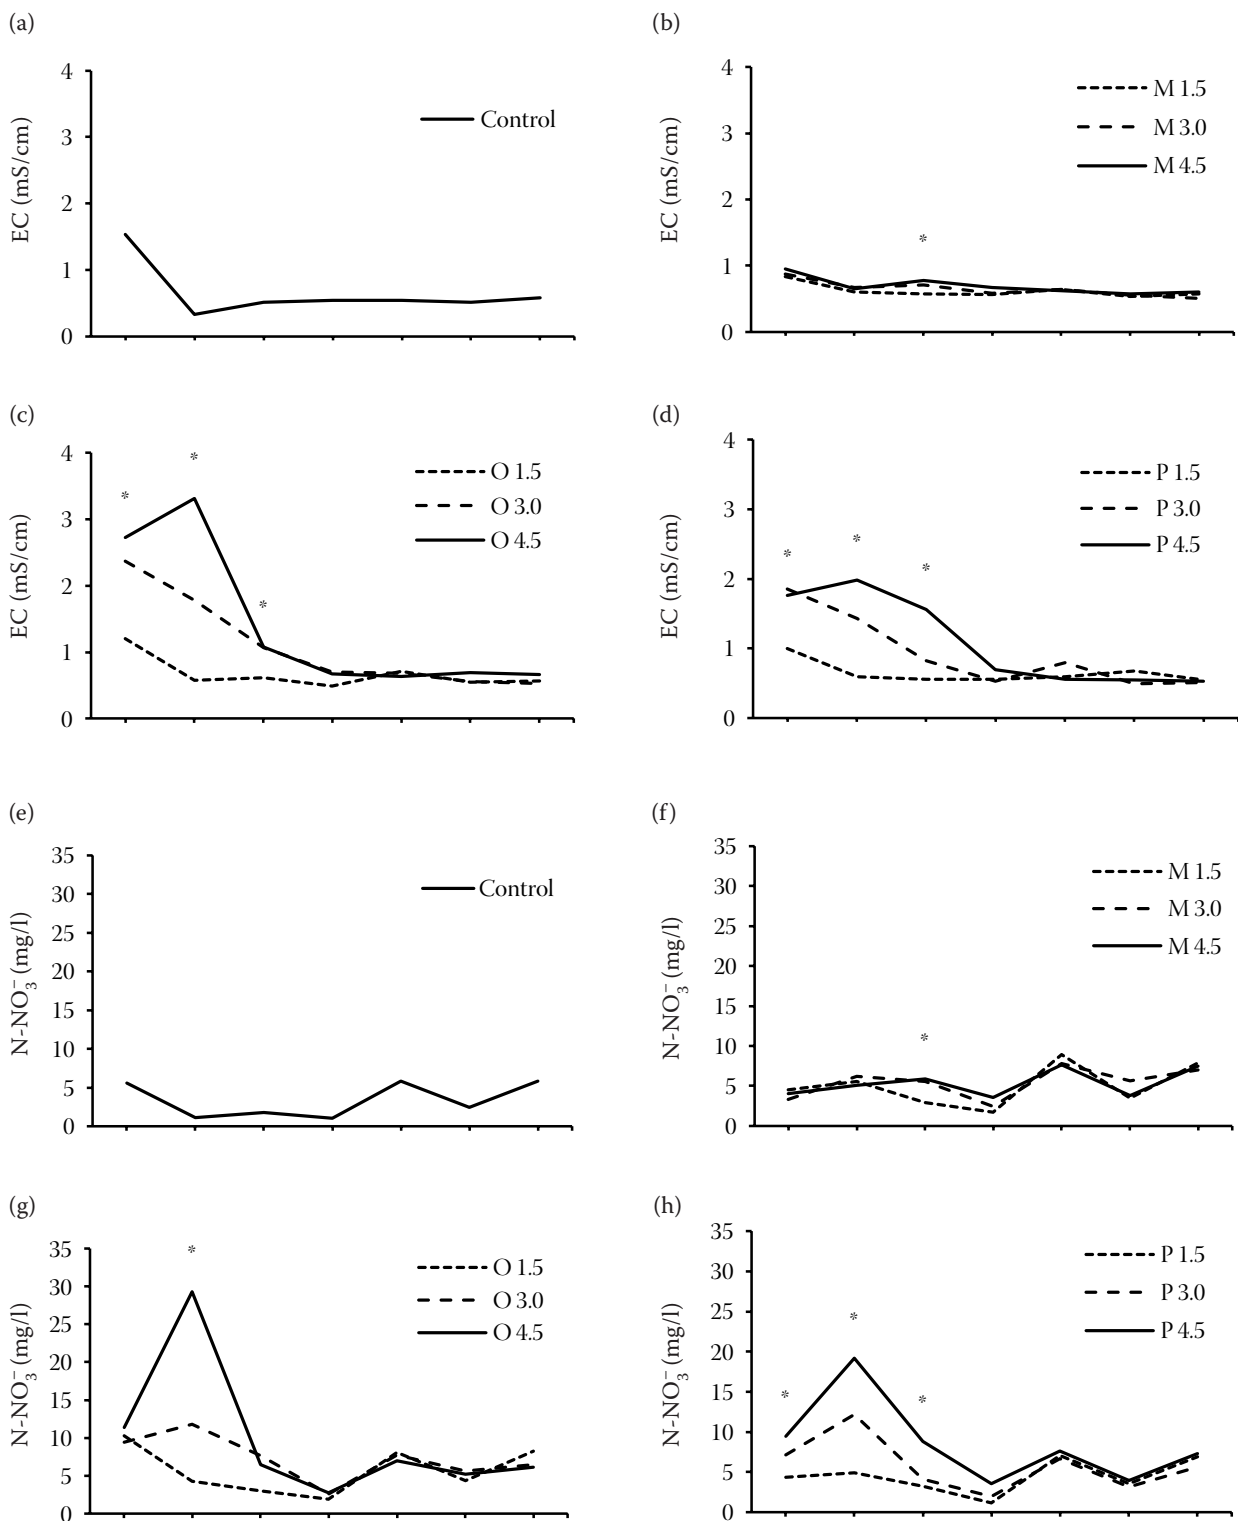 (a)
4
3
2
1
0
EC (mS/cm)
Control
(b)
4
3
2
1
0
EC (mS/cm)
M 1.5
M 3.0
M 4.5
*
(c)
4
3
2
1
0
EC (mS/cm)
O 1.5
O 3.0
O 4.5
*
*
*
(d)
4
3
2
1
0
EC (mS/cm)
P 1.5
P 3.0
P 4.5
*
*
*
(e)
35
30
25
20
15
10
5
0
N-NO₃⁻ (mg/l)
Control
(f)
35
30
25
20
15
10
5
0
N-NO₃⁻ (mg/l)
M 1.5
M 3.0
M 4.5
*
(g)
35
30
25
20
15
10
5
0
N-NO₃⁻ (mg/l)
O 1.5
O 3.0
O 4.5
*
(h)
35
30
25
20
15
10
5
0
N-NO₃⁻ (mg/l)
P 1.5
P 3.0
P 4.5
*
*
*